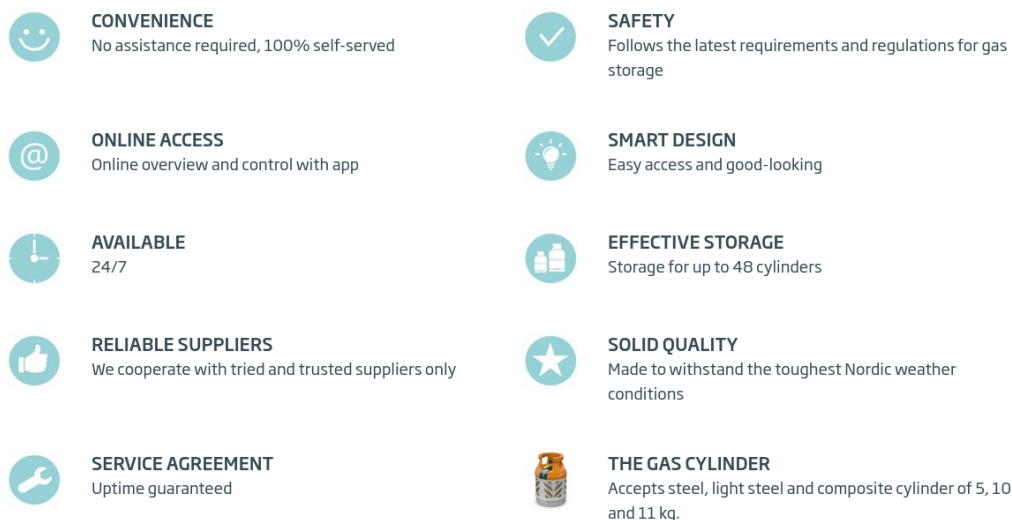 CONVENIENCE
No assistance required, 100% self-served
SAFETY
Follows the latest requirements and regulations for gas
storage
ONLINE ACCESS
Online overview and control with app
SMART DESIGN
Easy access and good-looking
AVAILABLE
24/7
EFFECTIVE STORAGE
Storage for up to 48 cylinders
RELIABLE SUPPLIERS
We cooperate with tried and trusted suppliers only
SOLID QUALITY
Made to withstand the toughest Nordic weather
conditions
SERVICE AGREEMENT
Uptime guaranteed
THE GAS CYLINDER
Accepts steel, light steel and composite cylinder of 5, 10
and 11 kg.